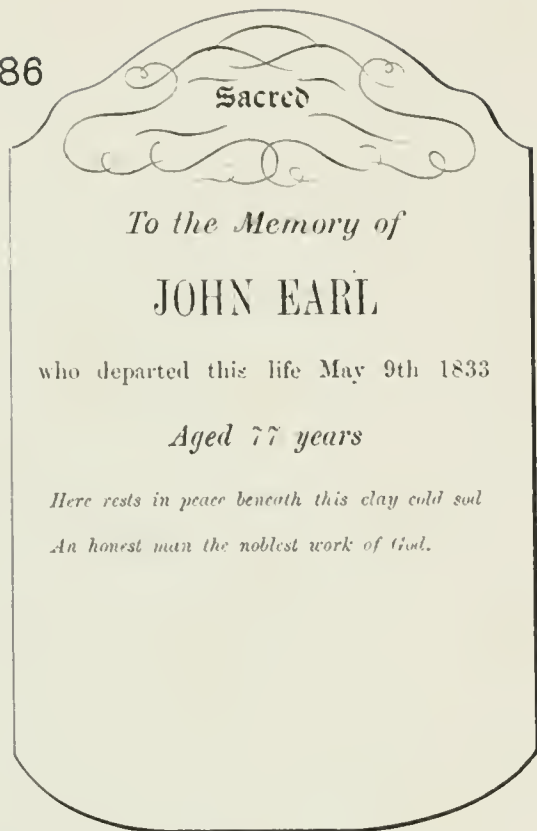 86
Sacred
To the Memory of
JOHN EARL
who departed this life May 9th 1833
Aged 77 years
Here rests in peace beneath this clay cold sod
An honest man the noblest work of God.